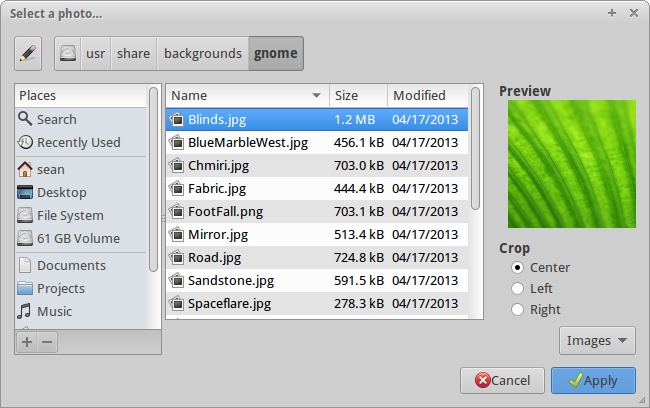 Select a photo...
usr share backgrounds gnome
Places
Search
Recently Used
sean
Desktop
File System
61 GB Volume
Documents
Projects
Music
Name Size Modified
Blinds.jpg 1.2 MB 04/17/2013
BlueMarbleWest.jpg 456.1 kB 04/17/2013
Chmiri.jpg 703.0 kB 04/17/2013
Fabric.jpg 444.4 kB 04/17/2013
FootFall.png 703.1 kB 04/17/2013
Mirror.jpg 513.4 kB 04/17/2013
Road.jpg 724.8 kB 04/17/2013
Sandstone.jpg 591.5 kB 04/17/2013
Spaceflare.jpg 278.3 kB 04/17/2013
Preview
Crop
Center
Left
Right
Images
Cancel Apply